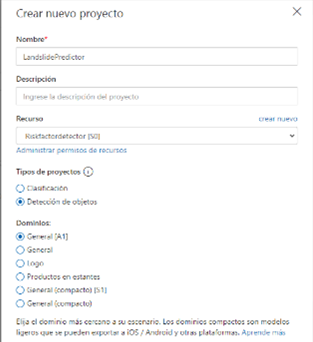 Crear nuevo proyecto
Nombre*
LandslidePredictor
Descripción
Ingrese la descripción del proyecto
Recurso
crear nuevo
Riskfactordetector [S0]
Administrar permisos de recursos
Tipos de proyectos
Clasificación
Detección de objetos
Dominios:
General [A1]
General
Logo
Productos en estantes
General (compacto) [S1]
General (compacto)
Elija el dominio más cercano a su escenario. Los dominios compactos son modelos
ligeros que se pueden exportar a iOS / Android y otras plataformas. Aprende más